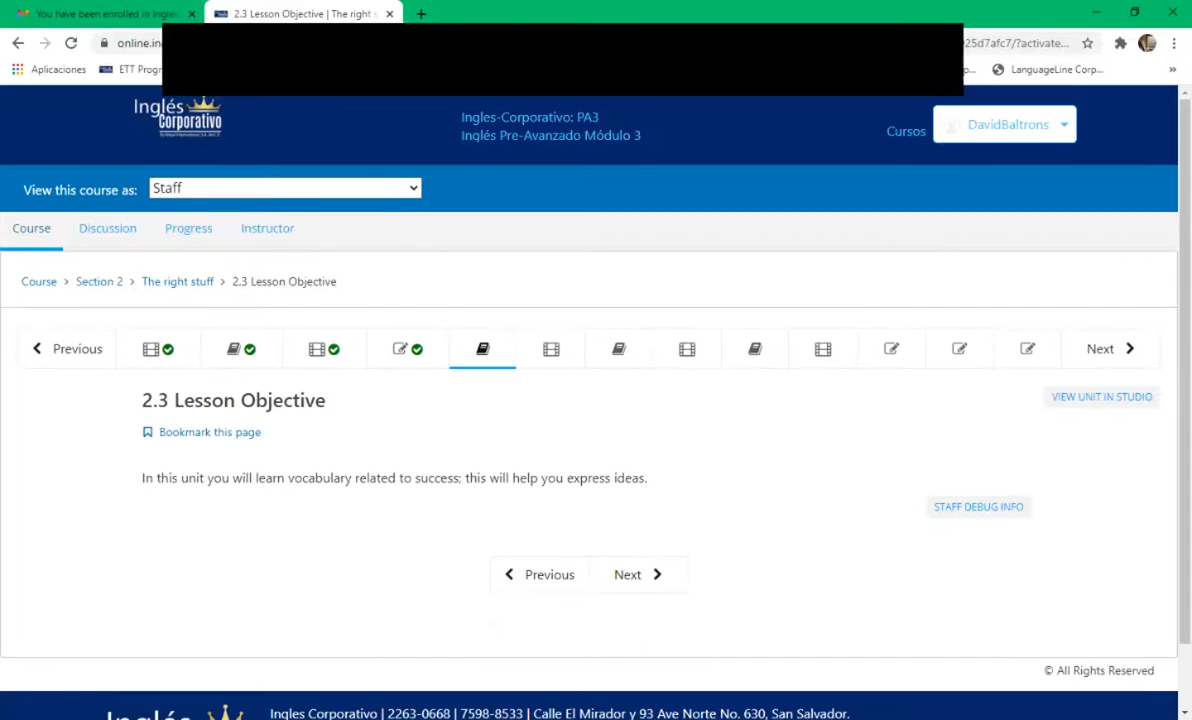 You have been enrolled in Inglés
2.3 Lesson Objective | The right s
online.in
25d7afc7/?activate...
Aplicaciones
ETT Progr
p...
LanguageLine Corp...
Inglés
Corporativo
Ingles-Corporativo: PA3
Inglés Pre-Avanzado Módulo 3
Cursos
DavidBaltrons
View this course as:
Staff
Course
Discussion
Progress
Instructor
Course > Section 2 > The right stuff > 2.3 Lesson Objective
Previous
Next
2.3 Lesson Objective
VIEW UNIT IN STUDIO
Bookmark this page
In this unit you will learn vocabulary related to success; this will help you express ideas.
STAFF DEBUG INFO
Previous
Next
© All Rights Reserved
Inglés
Ingles Corporativo | 2263-0668 | 7598-8533 | Calle El Mirador y 93 Ave Norte No. 630, San Salvador.